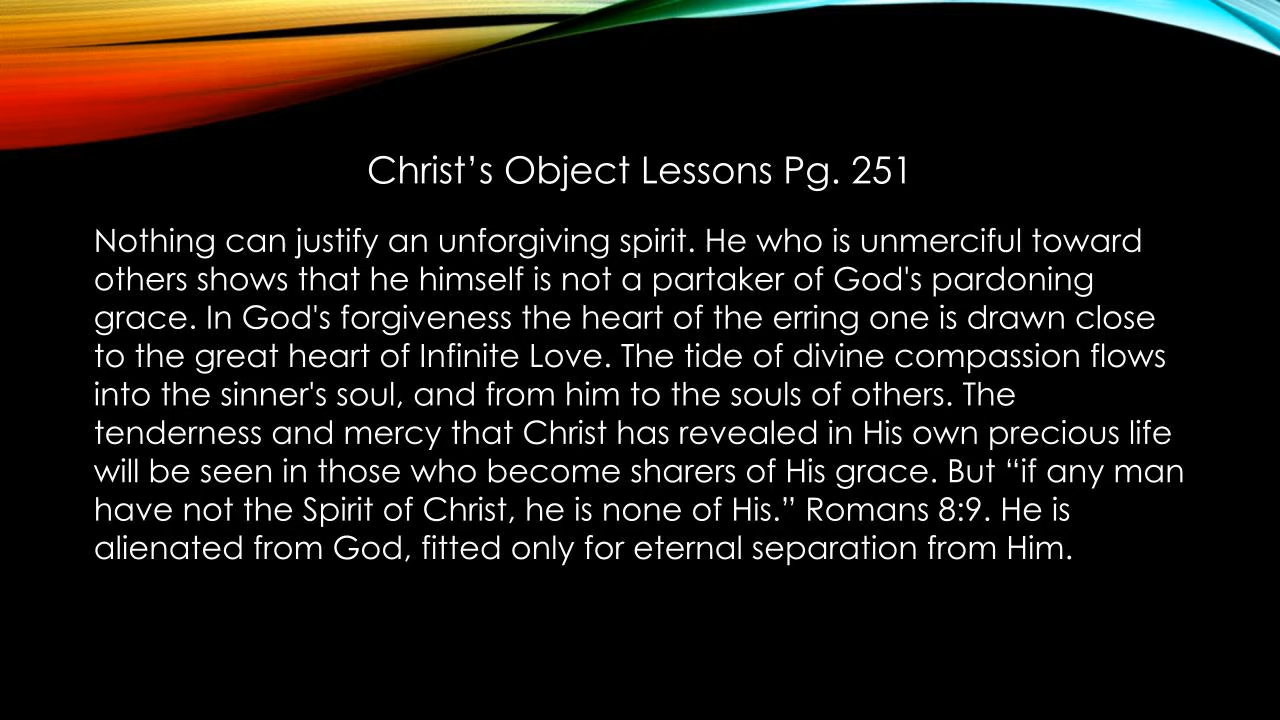 Christ’s Object Lessons Pg. 251
Nothing can justify an unforgiving spirit. He who is unmerciful toward
others shows that he himself is not a partaker of God's pardoning
grace. In God's forgiveness the heart of the erring one is drawn close
to the great heart of Infinite Love. The tide of divine compassion flows
into the sinner's soul, and from him to the souls of others. The
tenderness and mercy that Christ has revealed in His own precious life
will be seen in those who become sharers of His grace. But “if any man
have not the Spirit of Christ, he is none of His.” Romans 8:9. He is
alienated from God, fitted only for eternal separation from Him.